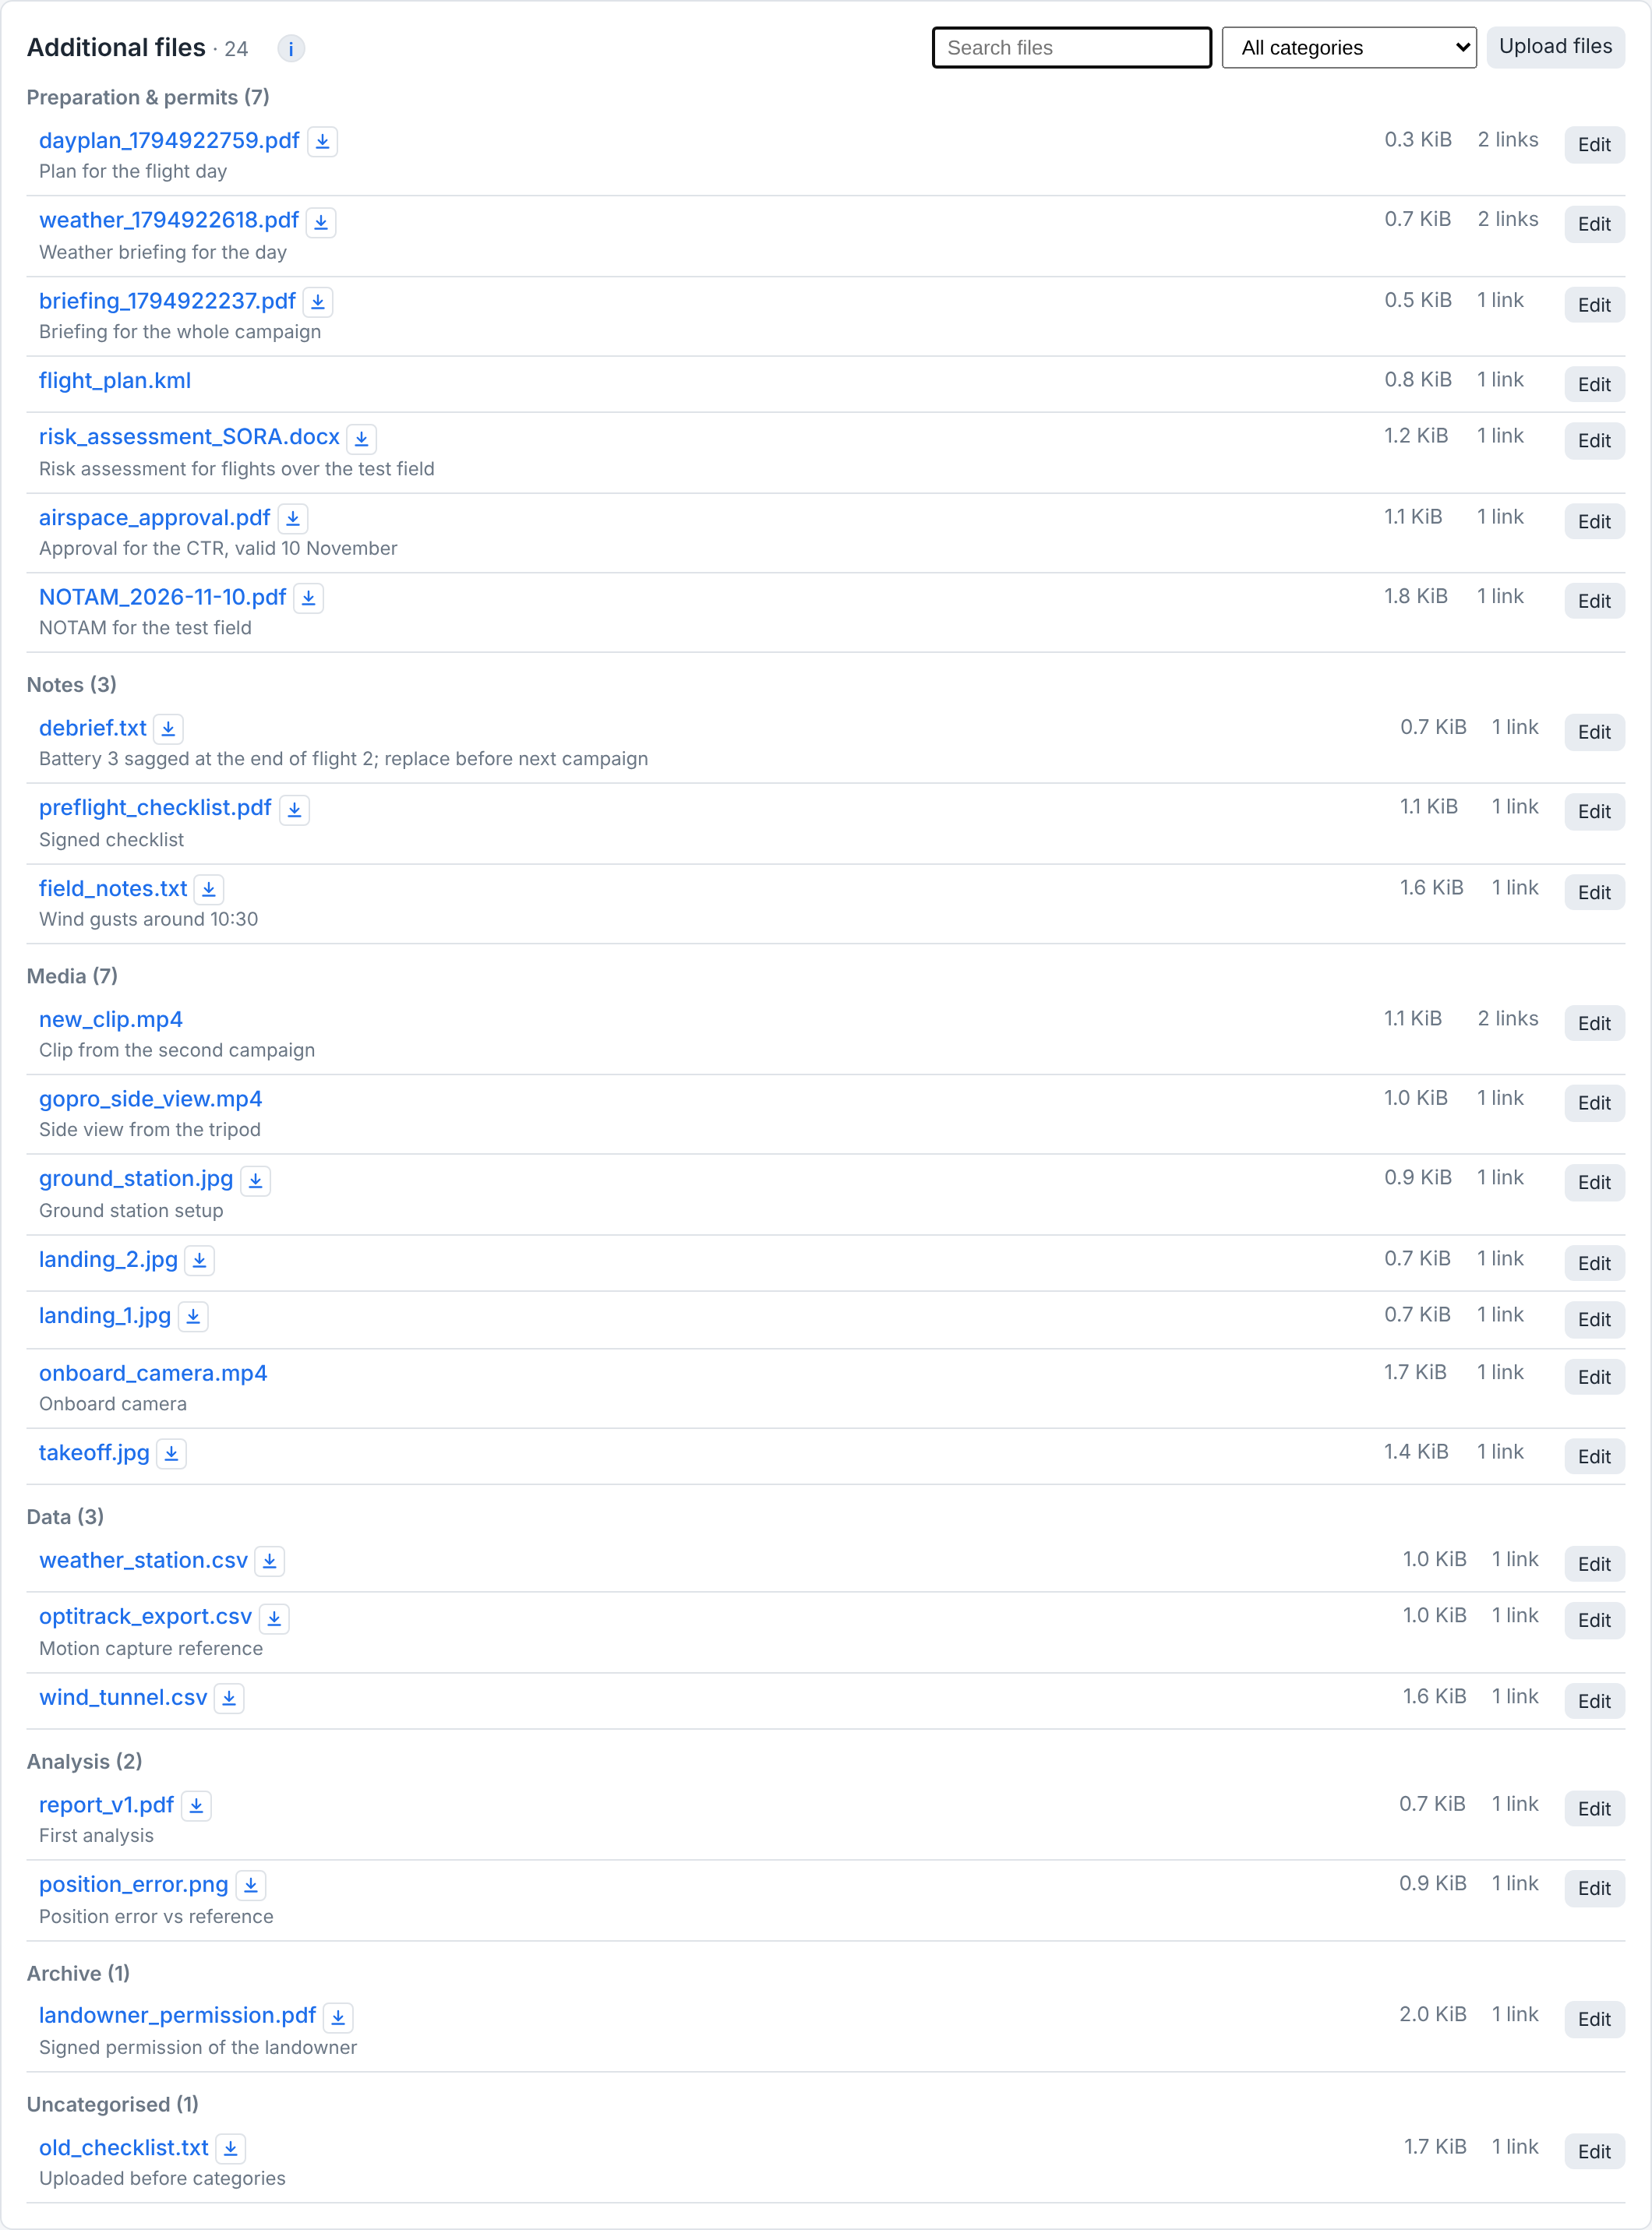 Additional files · 24 i Search files All categories Upload files
Preparation & permits (7)
dayplan_1794922759.pdf 0.3 KiB 2 links Edit
Plan for the flight day
weather_1794922618.pdf 0.7 KiB 2 links Edit
Weather briefing for the day
briefing_1794922237.pdf 0.5 KiB 1 link Edit
Briefing for the whole campaign
flight_plan.kml 0.8 KiB 1 link Edit
risk_assessment_SORA.docx 1.2 KiB 1 link Edit
Risk assessment for flights over the test field
airspace_approval.pdf 1.1 KiB 1 link Edit
Approval for the CTR, valid 10 November
NOTAM_2026-11-10.pdf 1.8 KiB 1 link Edit
NOTAM for the test field
Notes (3)
debrief.txt 0.7 KiB 1 link Edit
Battery 3 sagged at the end of flight 2; replace before next campaign
preflight_checklist.pdf 1.1 KiB 1 link Edit
Signed checklist
field_notes.txt 1.6 KiB 1 link Edit
Wind gusts around 10:30
Media (7)
new_clip.mp4 1.1 KiB 2 links Edit
Clip from the second campaign
gopro_side_view.mp4 1.0 KiB 1 link Edit
Side view from the tripod
ground_station.jpg 0.9 KiB 1 link Edit
Ground station setup
landing_2.jpg 0.7 KiB 1 link Edit
landing_1.jpg 0.7 KiB 1 link Edit
onboard_camera.mp4 1.7 KiB 1 link Edit
Onboard camera
takeoff.jpg 1.4 KiB 1 link Edit
Data (3)
weather_station.csv 1.0 KiB 1 link Edit
optitrack_export.csv 1.0 KiB 1 link Edit
Motion capture reference
wind_tunnel.csv 1.6 KiB 1 link Edit
Analysis (2)
report_v1.pdf 0.7 KiB 1 link Edit
First analysis
position_error.png 0.9 KiB 1 link Edit
Position error vs reference
Archive (1)
landowner_permission.pdf 2.0 KiB 1 link Edit
Signed permission of the landowner
Uncategorised (1)
old_checklist.txt 1.7 KiB 1 link Edit
Uploaded before categories